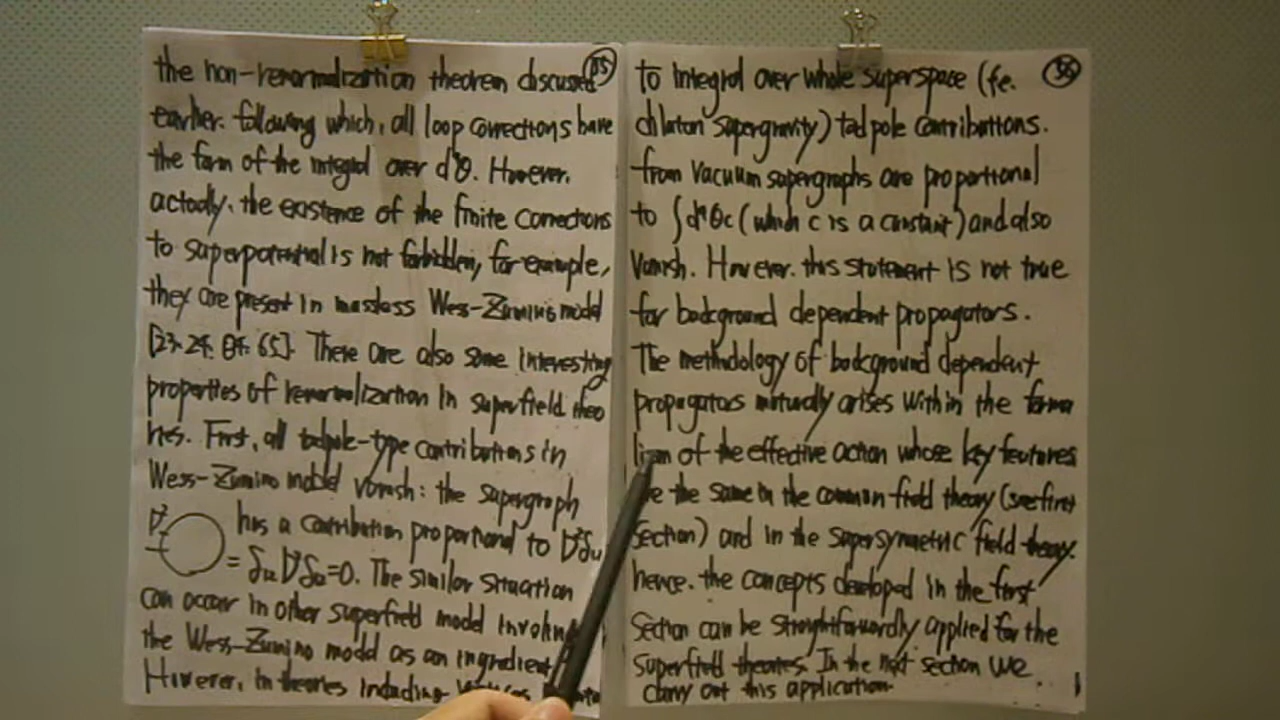 35
the non-renormalization theorem discussed
earlier. following which, all loop corrections have
the form of the integral over d⁴θ. However,
actually, the existence of the finite corrections
to superpotential is not forbidden, for example,
they are present in massless Wess-Zumino model
There are also some interesting
properties of renormalization in superfield theo
ries. First, all tadpole-type contributions in
Wess-Zumino model vanish: the supergraph
has a contribution proportional to
= δ₁₂D²δ₁₂=0. The similar situation
can occur in other superfield model involving
the Wess-Zumino model as an ingredient
However, in theories including vertices
36
to integral over whole superspace (f.e.
dilaton supergravity) tadpole contributions.
from vacuum supergraphs are proportional
to ∫d⁴θc (which c is a constant) and also
vanish. However. this statement is not true
for background dependent propagators.
The methodology of background dependent
propagators naturally arises within the forma
lism of the effective action whose key features
are the same in the common field theory (see first
section) and in the supersymmetric field theory.
hence. the concepts developed in the first
section can be straightforwardly applied for the
superfield theories. In the next section we
carry out this application.